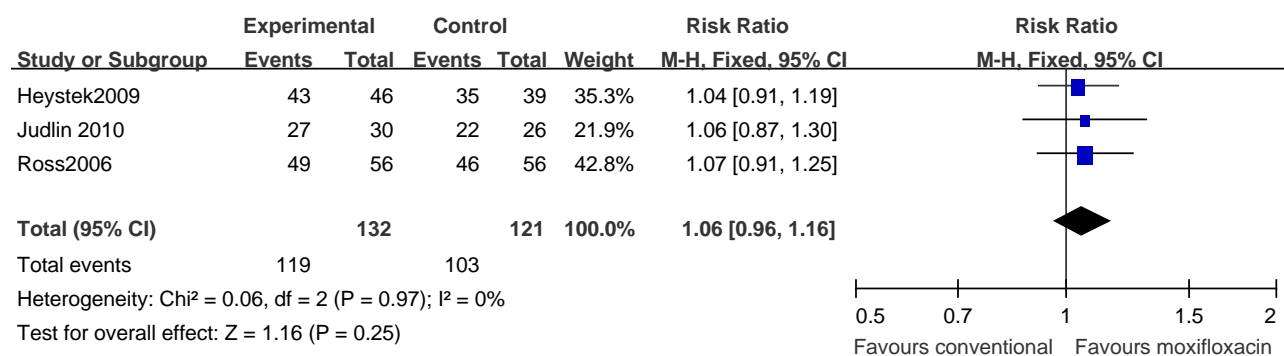 Experimental Control Risk Ratio Risk Ratio
Study or Subgroup Events Total Events Total Weight M-H, Fixed, 95% CI M-H, Fixed, 95% CI
Heystek2009 43 46 35 39 35.3% 1.04 [0.91, 1.19]
Judlin 2010 27 30 22 26 21.9% 1.06 [0.87, 1.30]
Ross2006 49 56 46 56 42.8% 1.07 [0.91, 1.25]
Total (95% CI) 132 121 100.0% 1.06 [0.96, 1.16]
Total events 119 103
Heterogeneity: Chi² = 0.06, df = 2 (P = 0.97); I² = 0%
Test for overall effect: Z = 1.16 (P = 0.25)
0.5 0.7 1 1.5 2
Favours conventional Favours moxifloxacin